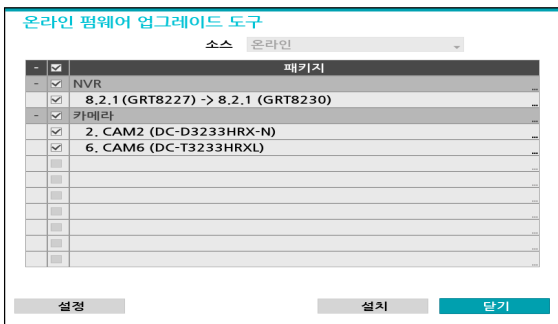 온라인 펌웨어 업그레이드 도구
소스 온라인
- 패키지
- NVR ...
8.2.1 (GRT8227) -> 8.2.1 (GRT8230) ...
- 카메라 ...
2. CAM2 (DC-D3233HRX-N) ...
6. CAM6 (DC-T3233HRXL) ...
...
...
...
...
...
...
...
설정 설치 닫기